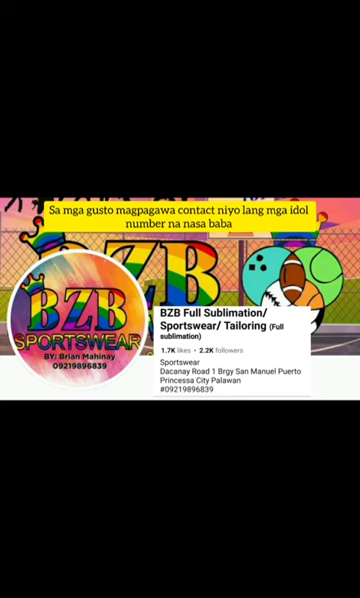 Sa mga gusto magpagawa contact niyo lang mga idol
number na nasa baba
BZB
BZB
SPORTSWEAR
BY: Brian Mahinay
09219896839
BZB Full Sublimation/
Sportswear/ Tailoring (Full
sublimation)
1.7K likes • 2.2K followers
Sportswear
Dacanay Road 1 Brgy San Manuel Puerto
Princessa City Palawan
#09219896839